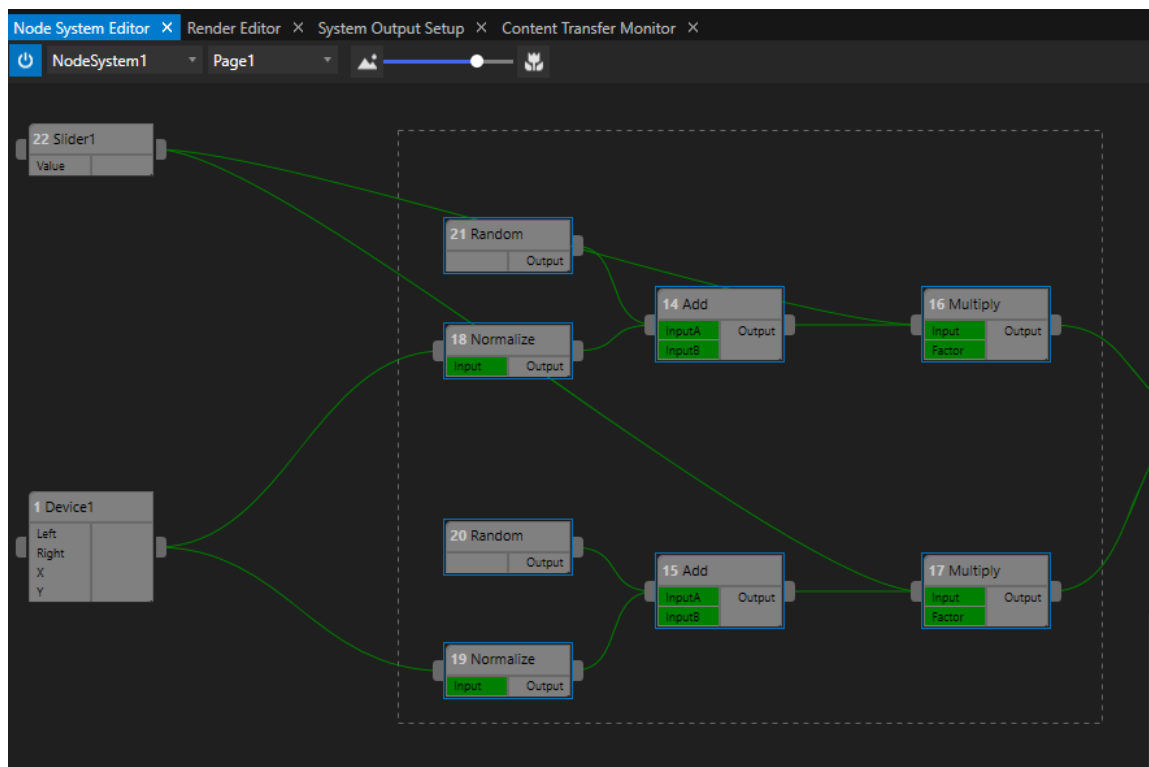 Node System Editor × Render Editor × System Output Setup × Content Transfer Monitor ×
NodeSystem1 Page1
22 Slider1
Value
21 Random
Output
14 Add
InputA Output
InputB
16 Multiply
Input Output
Factor
18 Normalize
Input Output
1 Device1
Left
Right
X
Y
20 Random
Output
15 Add
InputA Output
InputB
17 Multiply
Input Output
Factor
19 Normalize
Input Output